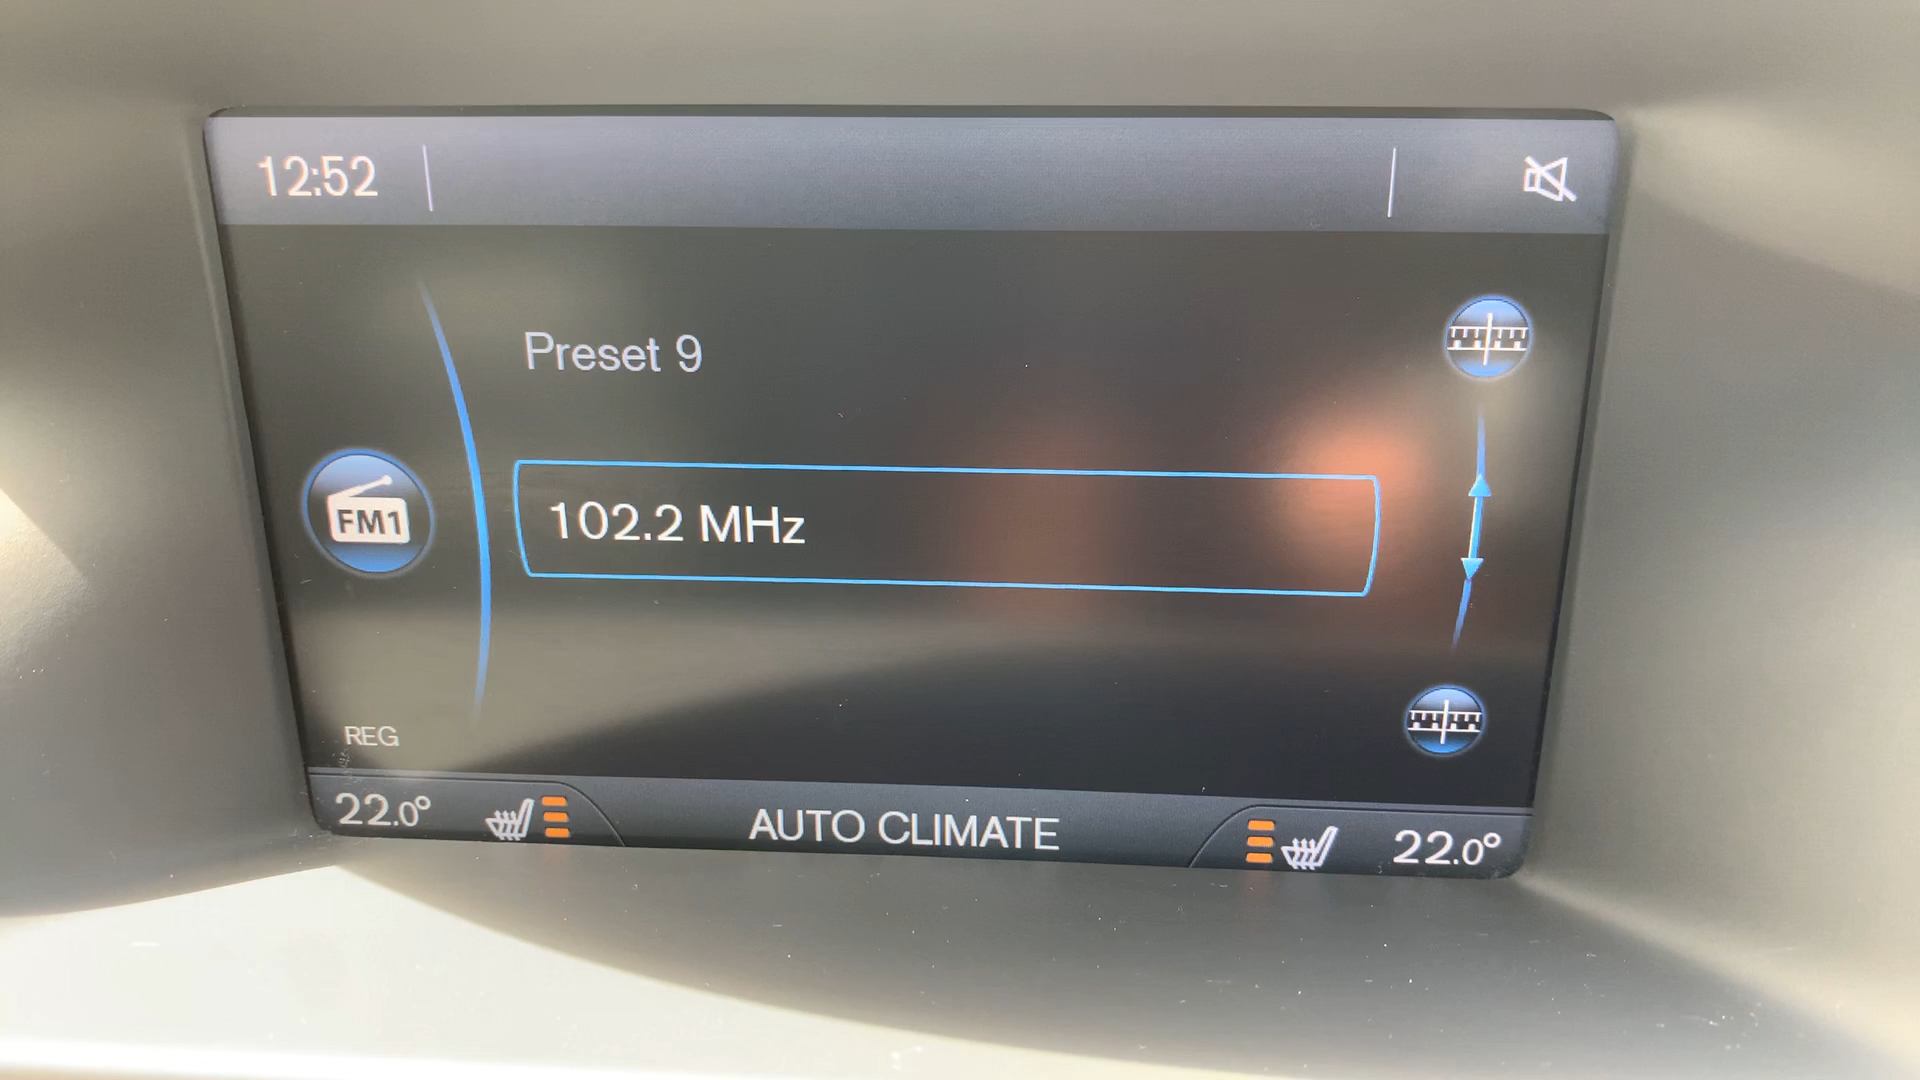 12:52
Preset 9
FM1
102.2 MHz
REG
22.0° AUTO CLIMATE 22.0°